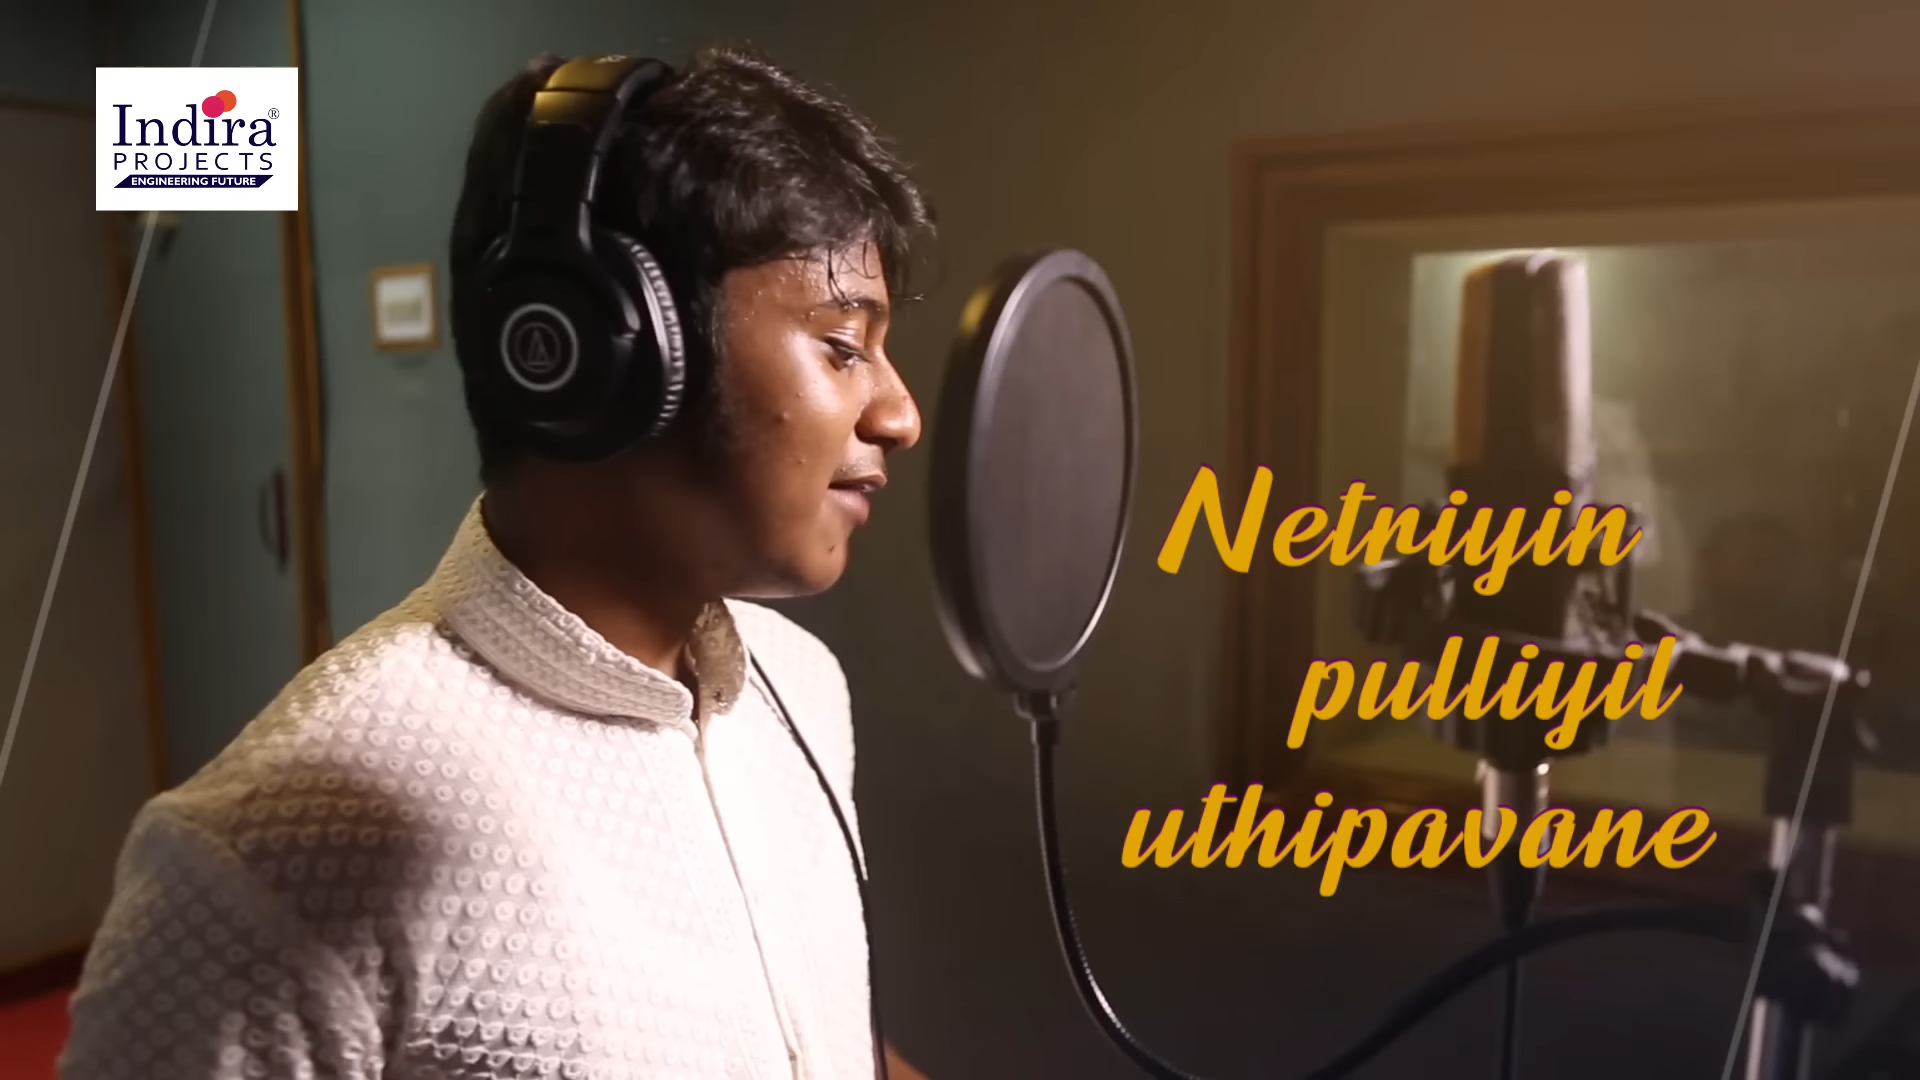 Indira®
PROJECTS
ENGINEERING FUTURE
Netriyin
pulliyil
uthipavane